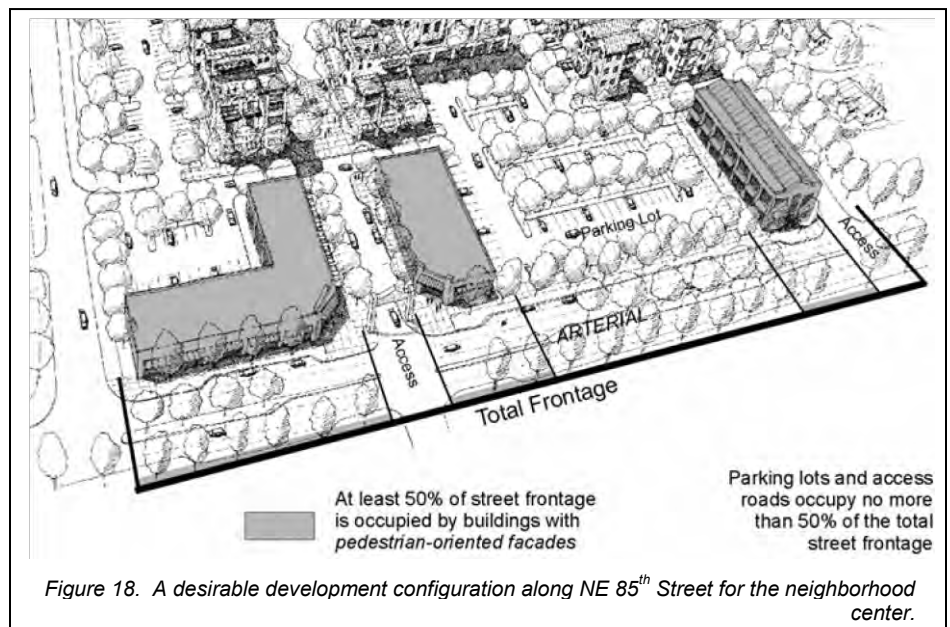 Parking Lot
Access
ARTERIAL
Access
Total Frontage
At least 50% of street frontage
is occupied by buildings with
pedestrian-oriented facades
Parking lots and access
roads occupy no more
than 50% of the total
street frontage
Figure 18. A desirable development configuration along NE 85th Street for the neighborhood
center.